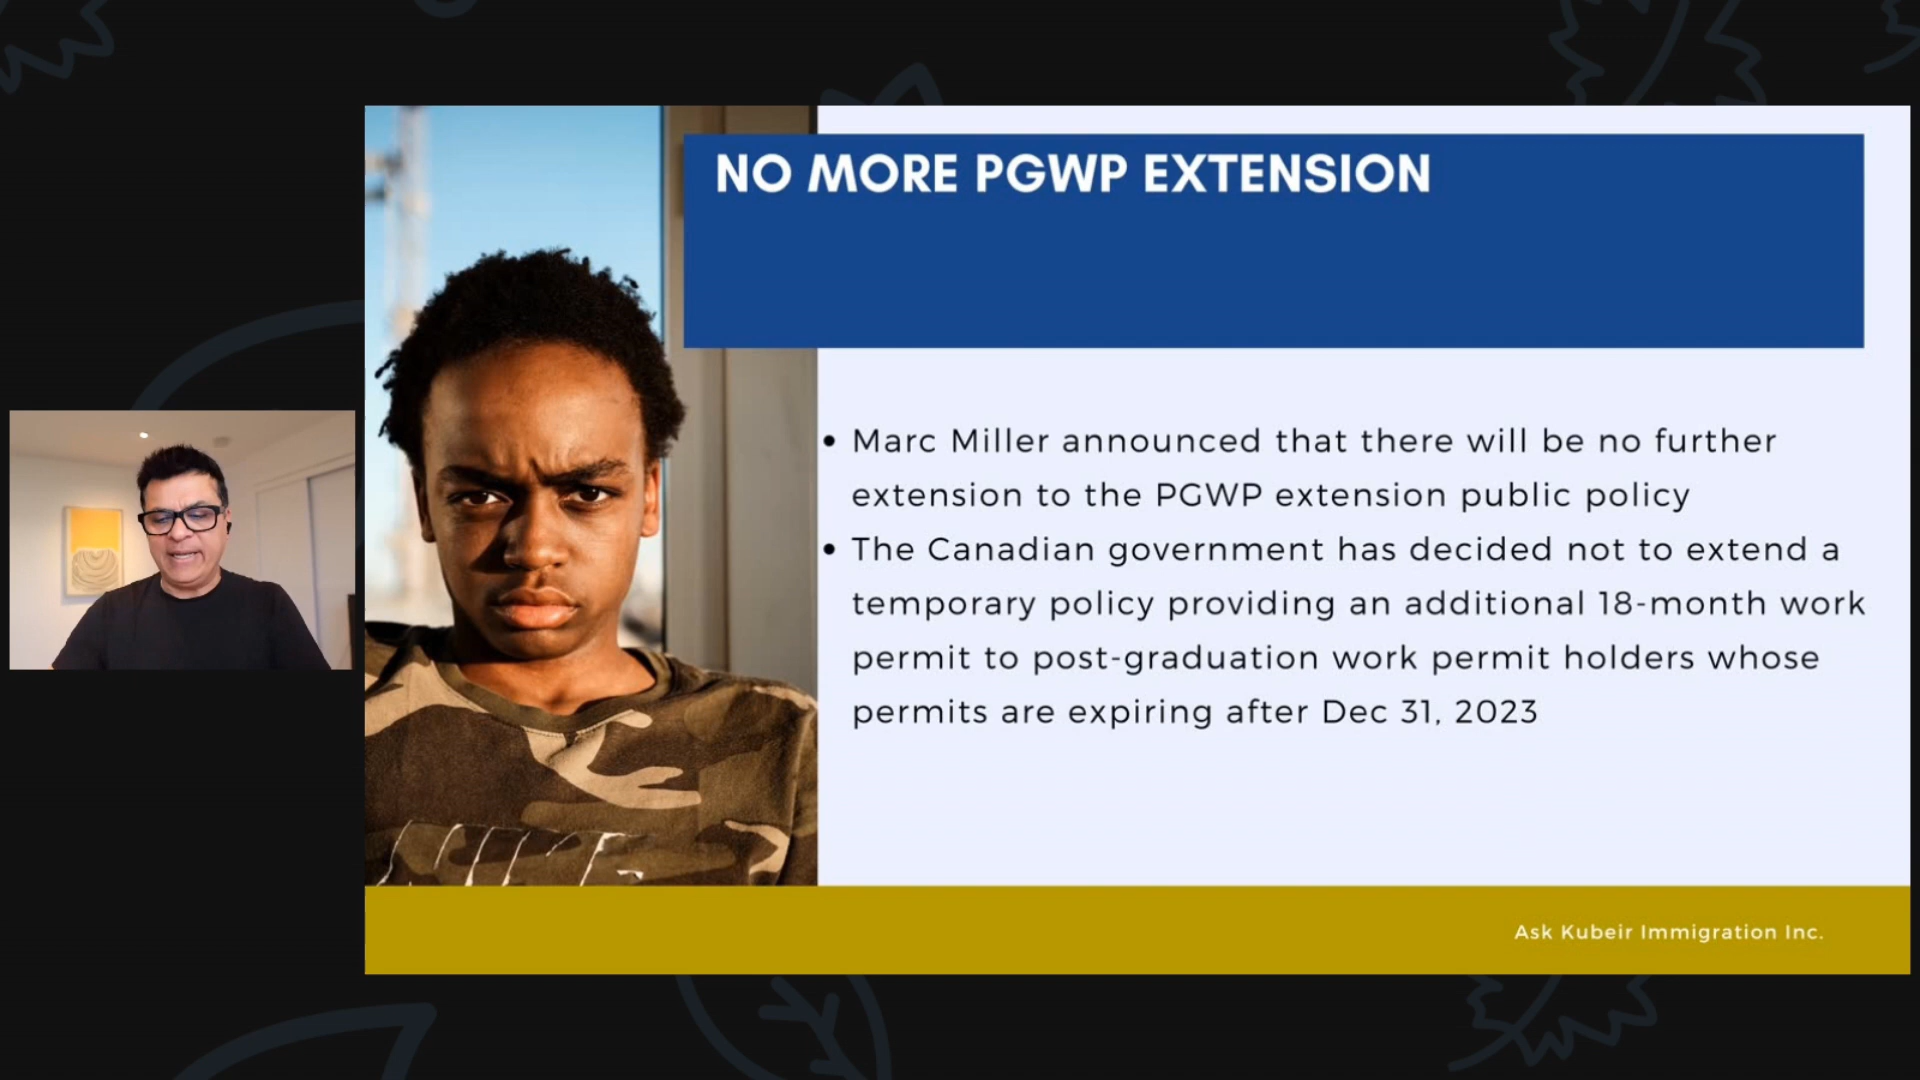 NO MORE PGWP EXTENSION
• Marc Miller announced that there will be no further
extension to the PGWP extension public policy
• The Canadian government has decided not to extend a
temporary policy providing an additional 18-month work
permit to post-graduation work permit holders whose
permits are expiring after Dec 31, 2023
Ask Kubeir Immigration Inc.